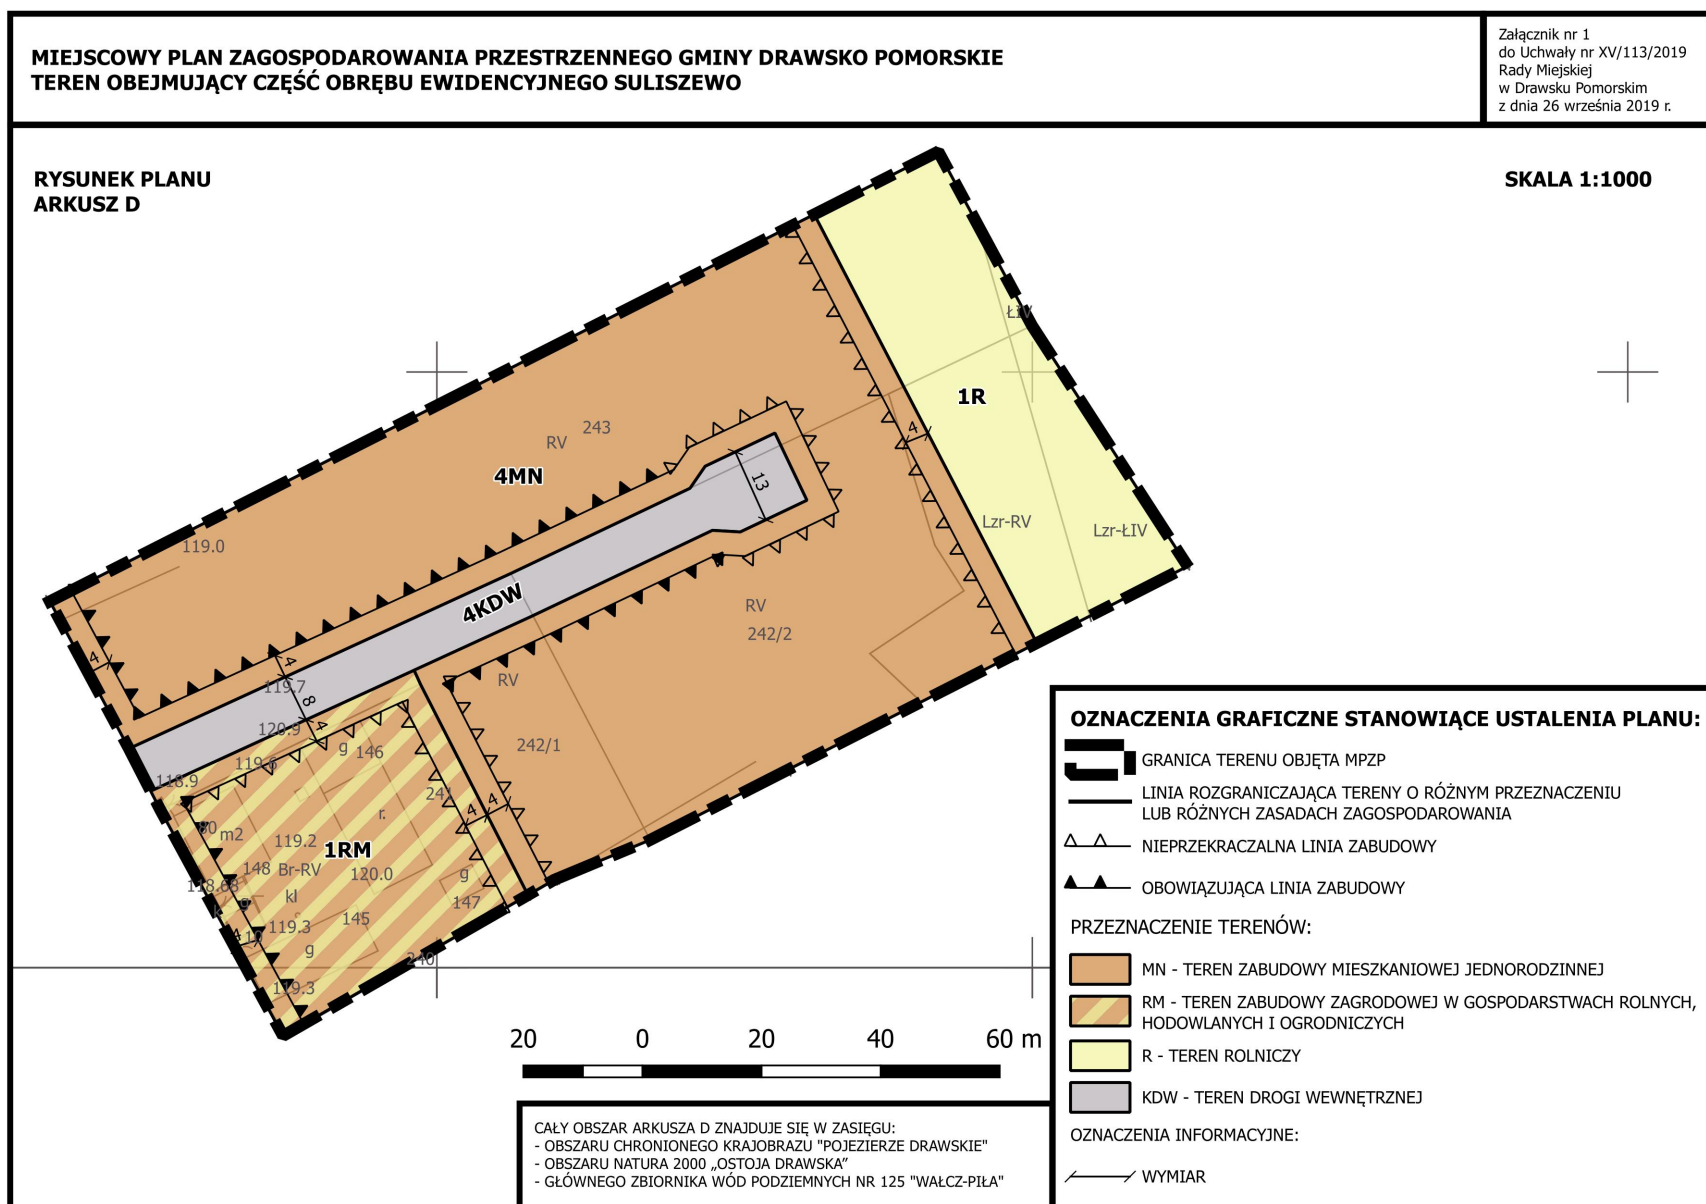 MIEJSCOWY PLAN ZAGOSPODAROWANIA PRZESTRZENNEGO GMINY DRAWSKO POMORSKIE
TEREN OBEJMUJĄCY CZĘŚĆ OBRĘBU EWIDENCYJNEGO SULISZEWO
Załącznik nr 1
do Uchwały nr XV/113/2019
Rady Miejskiej
w Drawsku Pomorskim
z dnia 26 września 2019 r.
RYSUNEK PLANU
ARKUSZ D
SKALA 1:1000
ŁIV
1R
243
RV
4
4MN
13
Lzr-RV
Lzr-ŁIV
119.0
4KDW
RV
242/2
4
4
119.7
8
RV
120.9
4
242/1
g
146
119.6
118.9
241
4
4
r.
80
m2
119.2
1RM
148
Br-RV
120.0
g
118.68
kl
g
147
k
145
119.3
4
10
g
240
119.3
20 0 20 40 60 m
CAŁY OBSZAR ARKUSZA D ZNAJDUJE SIĘ W ZASIĘGU:
- OBSZARU CHRONIONEGO KRAJOBRAZU "POJEZIERZE DRAWSKIE"
- OBSZARU NATURA 2000 „OSTOJA DRAWSKA”
- GŁÓWNEGO ZBIORNIKA WÓD PODZIEMNYCH NR 125 "WAŁCZ-PIŁA"
OZNACZENIA GRAFICZNE STANOWIĄCE USTALENIA PLANU:
GRANICA TERENU OBJĘTA MPZP
LINIA ROZGRANICZAJĄCA TERENY O RÓŻNYM PRZEZNACZENIU
LUB RÓŻNYCH ZASADACH ZAGOSPODAROWANIA
NIEPRZEKRACZALNA LINIA ZABUDOWY
OBOWIĄZUJĄCA LINIA ZABUDOWY
PRZEZNACZENIE TERENÓW:
MN - TEREN ZABUDOWY MIESZKANIOWEJ JEDNORODZINNEJ
RM - TEREN ZABUDOWY ZAGRODOWEJ W GOSPODARSTWACH ROLNYCH,
HODOWLANYCH I OGRODNICZYCH
R - TEREN ROLNICZY
KDW - TEREN DROGI WEWNĘTRZNEJ
OZNACZENIA INFORMACYJNE:
WYMIAR